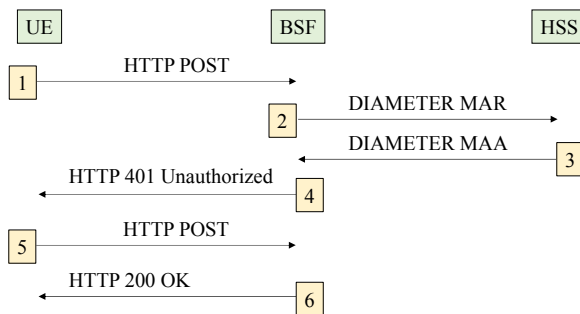 UE BSF HSS
HTTP POST
1
DIAMETER MAR
2
DIAMETER MAA
3
HTTP 401 Unauthorized
4
HTTP POST
5
HTTP 200 OK
6